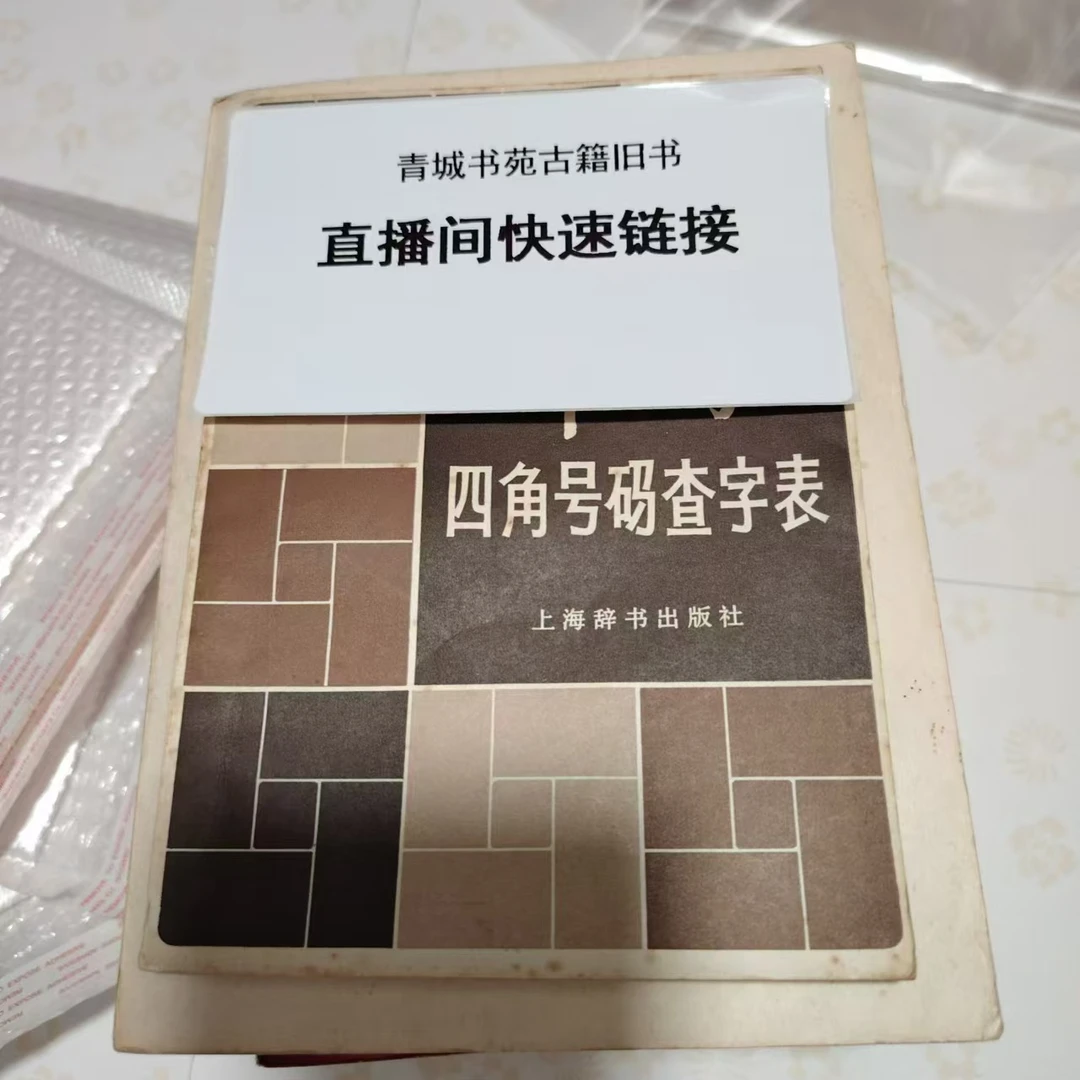 青城书苑古籍旧书
直播间快速链接
四角号码查字表
上海辞书出版社